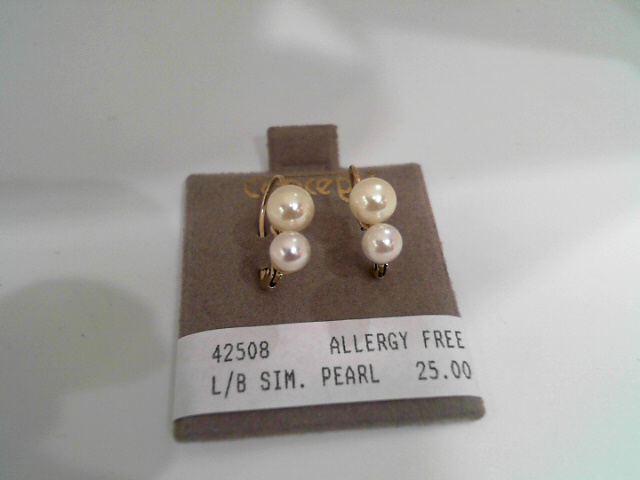 42508 ALLERGY FREE
L/B SIM. PEARL 25.00